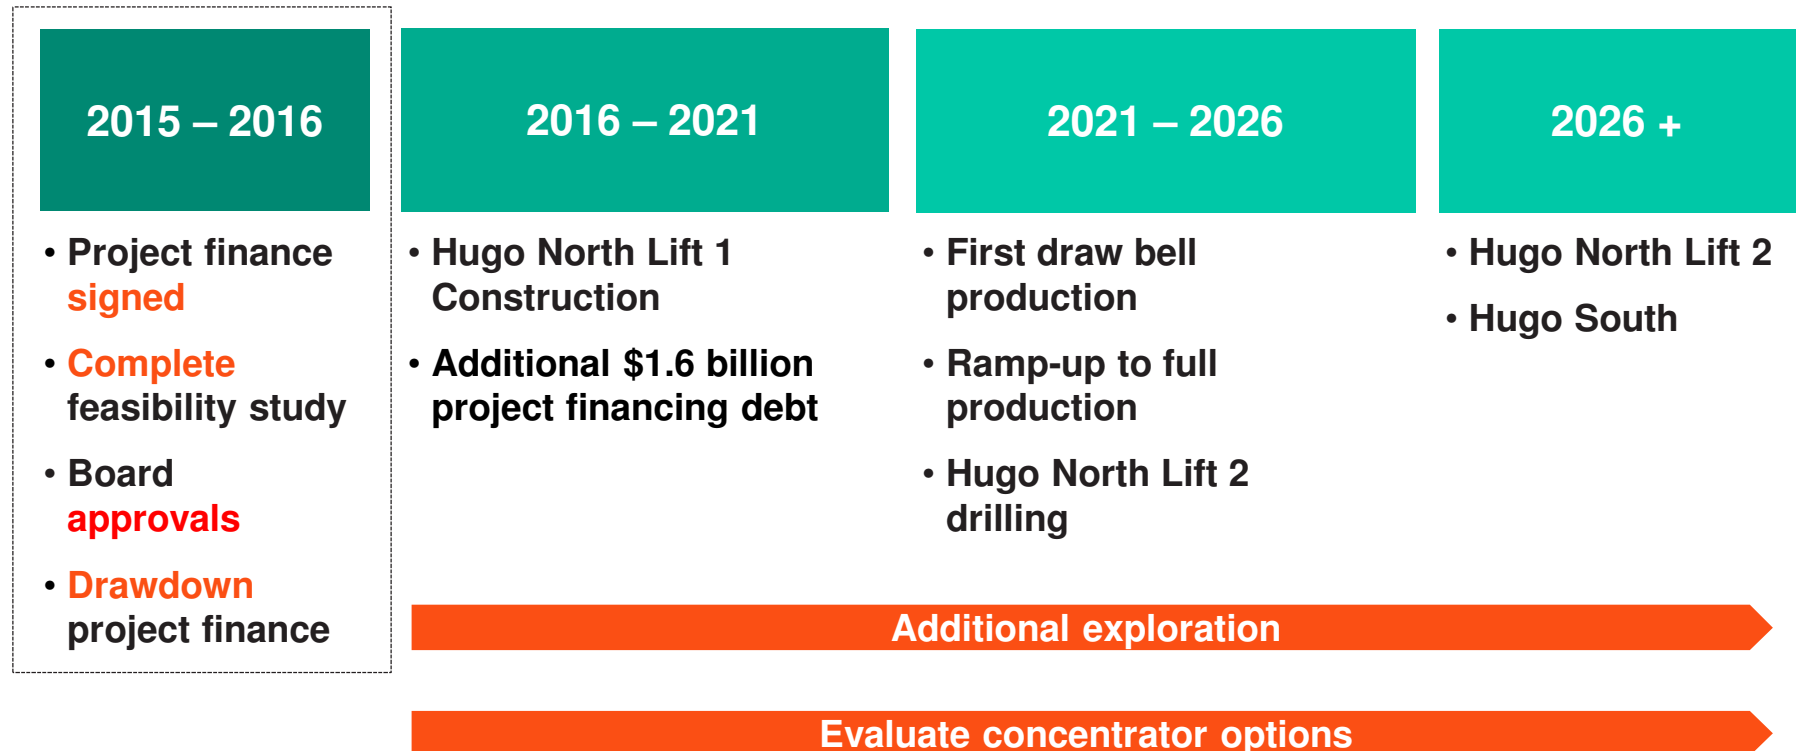 2015 – 2016
• Project finance
signed
• Complete
feasibility study
• Board
approvals
• Drawdown
project finance
2016 – 2021
• Hugo North Lift 1
Construction
• Additional $1.6 billion
project financing debt
2021 – 2026
• First draw bell
production
• Ramp-up to full
production
• Hugo North Lift 2
drilling
2026 +
• Hugo North Lift 2
• Hugo South
Additional exploration
Evaluate concentrator options